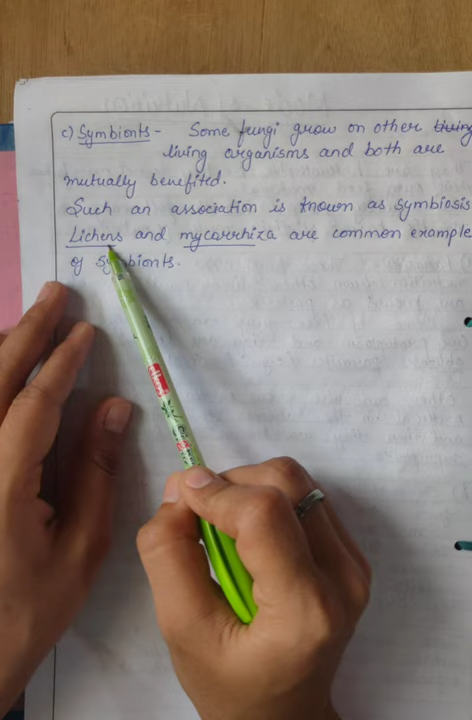 c) Symbionts - Some fungi grow on other living
living organisms and both are
mutually benefited.
Such an association is known as symbiosis
Lichens and mycorrhiza are common example
of symbionts.